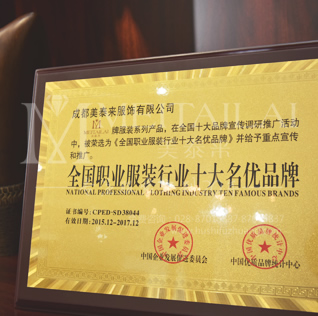 成都美泰来服饰有限公司
MEITAILAI
牌服装系列产品，在全国十大品牌宣传调研推广活动
中，被荣选为《全国职业服装行业十大名优品牌》并给予重点宣传
和推广。
全国职业服装行业十大名优品牌
NATIONAL PROFESSIONAL CLOTHING INDUSTRY TEN FAMOUS BRANDS
证书编号：CPED-SD38044
有效日期：2015.12-2017.12
中国企业发展促进委员会
中国优质品牌统计中心